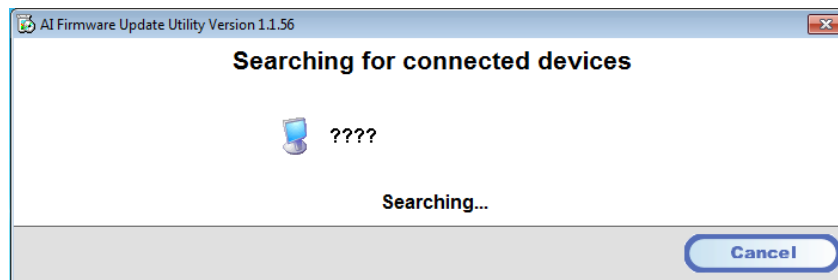 AI Firmware Update Utility Version 1.1.56
Searching for connected devices
????
Searching...
Cancel